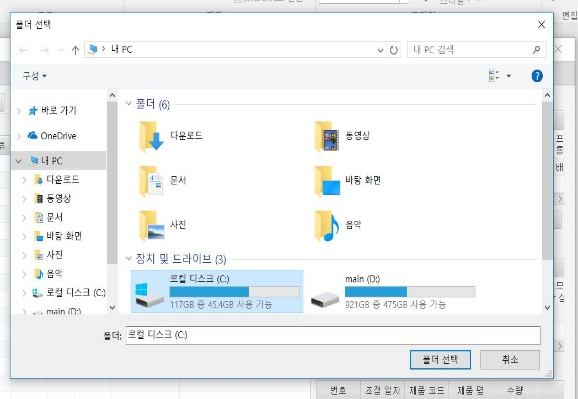 폴더 선택
내 PC
내 PC 검색
구성
바로 가기
OneDrive
내 PC
다운로드
동영상
문서
바탕 화면
사진
음악
로컬 디스크 (C:)
main (D:)
폴더 (6)
다운로드
동영상
문서
바탕 화면
사진
음악
장치 및 드라이브 (3)
로컬 디스크 (C:)
117GB 중 45.4GB 사용 가능
main (D:)
921GB 중 475GB 사용 가능
폴더: 로컬 디스크 (C:)
폴더 선택
취소
편집
번호 조정 일자 제품 코드 제품 명 수량